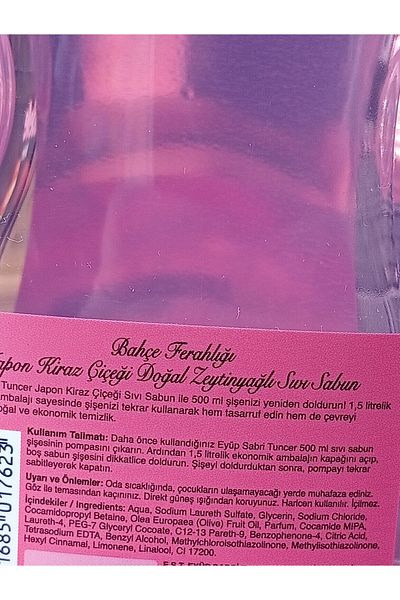 Bahçe Ferahlığı
Japon Kiraz Çiçeği Doğal Zeytinyağlı Sıvı Sabun
Tuncer Japon Kiraz Çiçeği Sıvı Sabun ile 500 ml şişenizi yeniden doldurun! 1,5 litrelik
ambalajı sayesinde şişenizi tekrar kullanarak hem tasarruf edin hem de çevreyi
doğal ve ekonomik temizlik.
Kullanım Talimatı: Daha önce kullandığınız Eyüp Sabri Tuncer 500 ml sıvı sabun
şişesinin pompasını çıkarın. Ardından 1,5 litrelik ekonomik ambalajın kapağını açıp,
boş sabun şişesini dikkatlice doldurun. Şişeyi doldurduktan sonra, pompayı tekrar
sabitleyerek kapatın.
Uyarı ve Önlemler: Oda sıcaklığında, çocukların ulaşamayacağı yerde muhafaza ediniz.
Göz ile temasından kaçınınız. Direkt güneş ışığından koruyunuz. Haricen kullanılır. İçilmez.
İçindekiler / Ingredients: Aqua, Sodium Laureth Sulfate, Glycerin, Sodium Chloride,
Cocamidopropyl Betaine, Olea Europaea (Olive) Fruit Oil, Parfum, Cocamide MIPA,
Laureth-4, PEG-7 Glyceryl Cocoate, C12-13 Pareth-9, Benzophenone-4, Citric Acid,
Tetrasodium EDTA, Benzyl Alcohol, Methylchloroisothiazolinone, Methylisothiazolinone,
Hexyl Cinnamal, Limonene, Linalool, CI 17200.
1685 017623